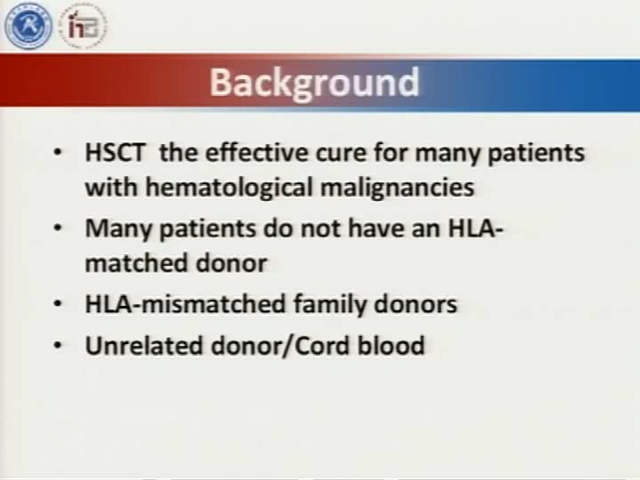 Background
• HSCT the effective cure for many patients
with hematological malignancies
• Many patients do not have an HLA-
matched donor
• HLA-mismatched family donors
• Unrelated donor/Cord blood